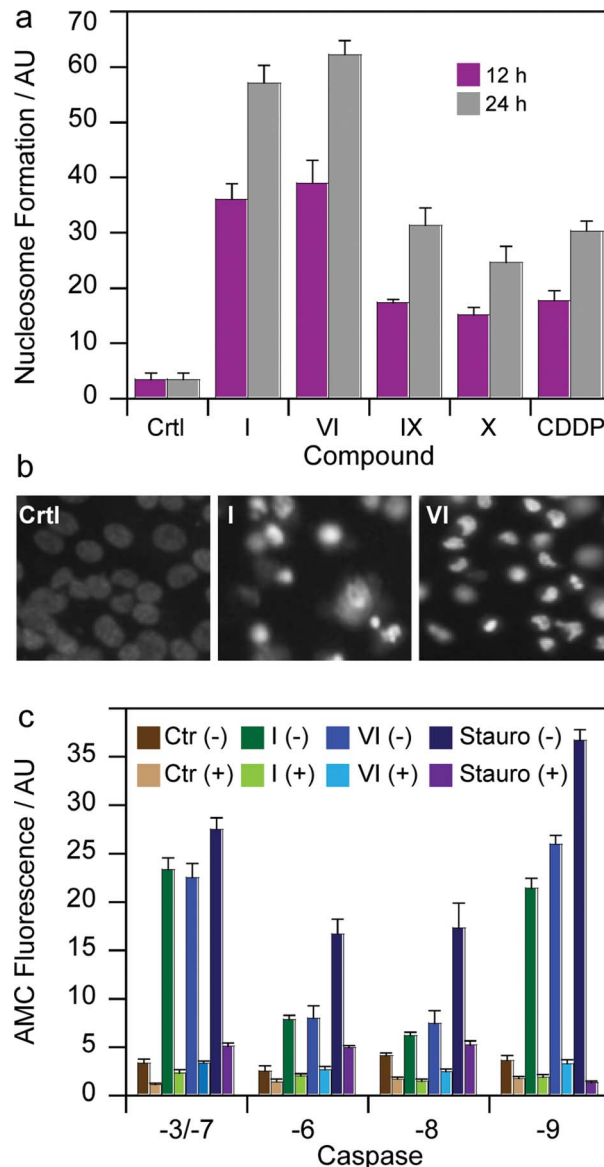 a
Nucleosome Formation / AU
70
60
50
40
30
20
10
0
12 h
24 h
Crtl I VI IX X CDDP
Compound
b
Crtl I VI
c
AMC Fluorescence / AU
35
30
25
20
15
10
5
0
Ctr (-) I (-) VI (-) Stauro (-)
Ctr (+) I (+) VI (+) Stauro (+)
-3/-7 -6 -8 -9
Caspase